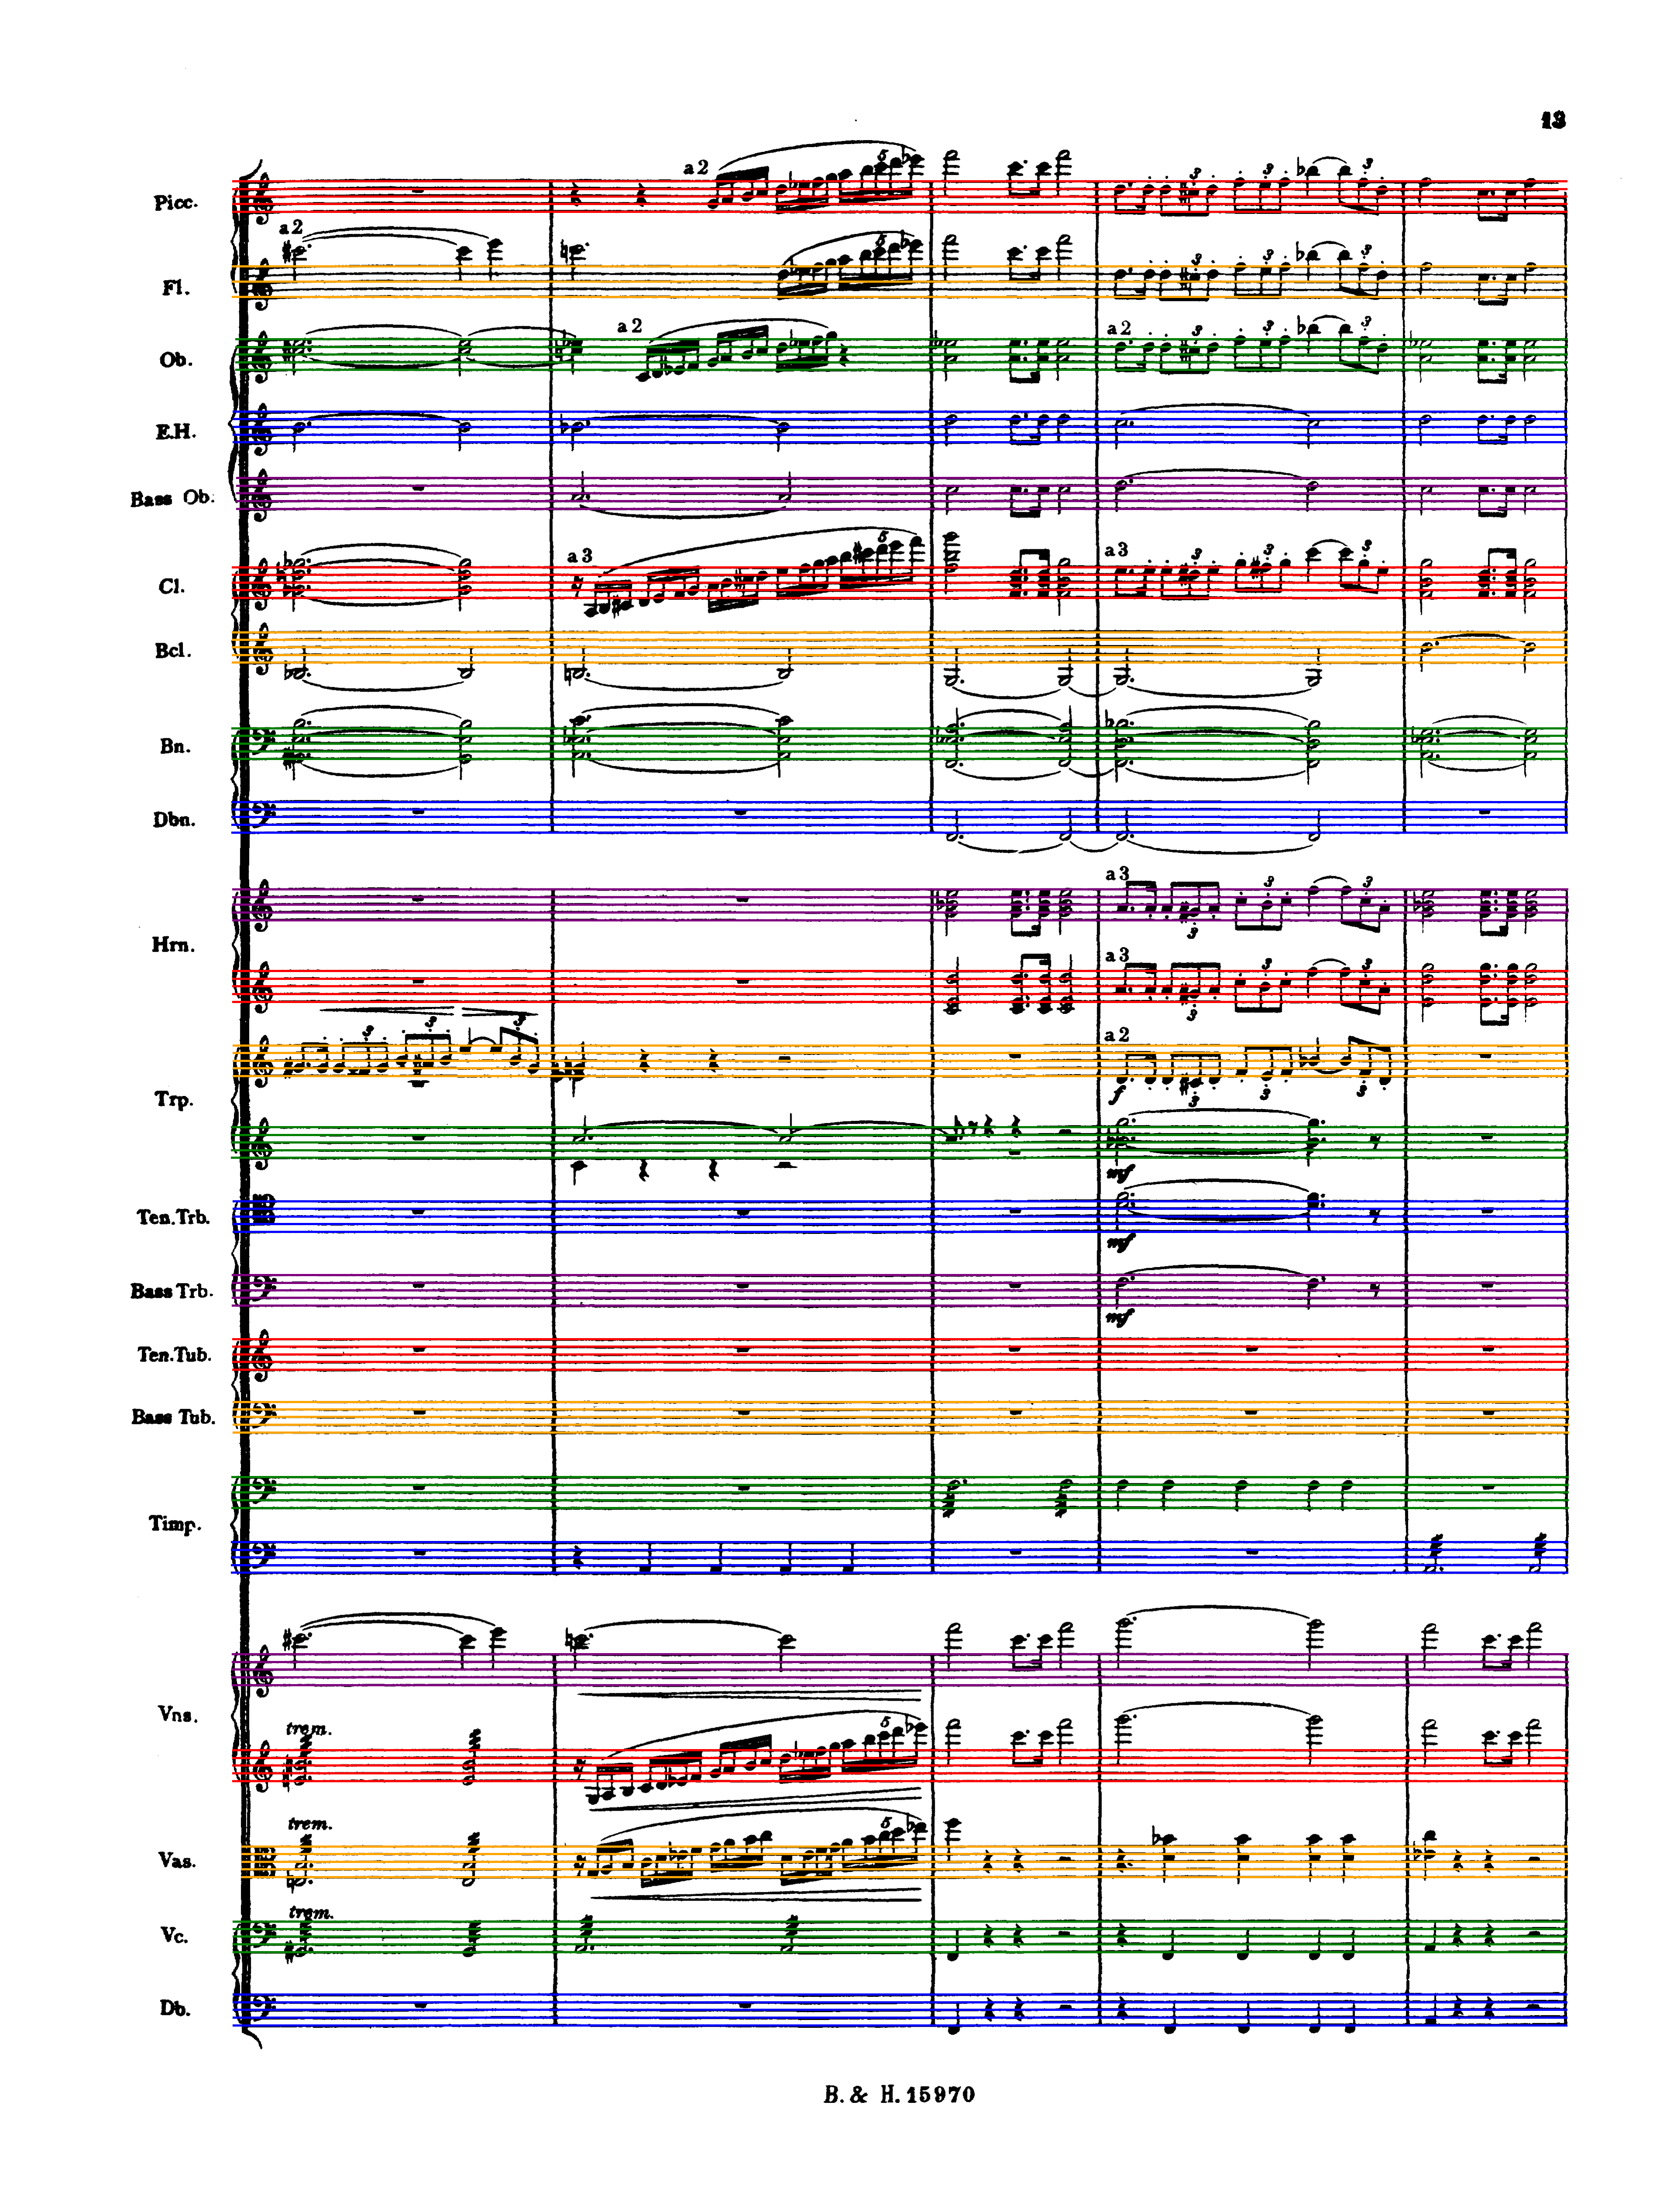 13
a 2
Picc.
a 2
Fl.
a 2
a 2
Ob.
E.H.
Bass Ob.
a 3
a 3
Cl.
Bcl.
Bn.
Dbn.
a 3
Hrn.
a 3
a 2
Trp.
f
mf
Ten.Trb.
mf
Bass Trb.
mf
Ten.Tub.
Bass Tub.
Timp.
Vns.
trem.
trem.
Vas.
trem.
Vc.
Db.
B. & H. 15970